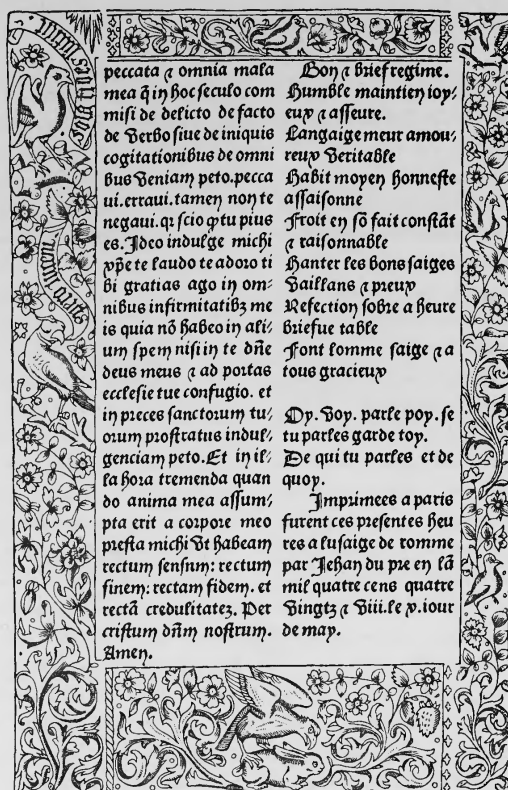 peccata ⁊ omnia mala
mea q̄ in hoc seculo com
misi de delicto de facto
de verbo siue de iniquis
cogitationibus de omni
bus veniam peto.pecca
ui.erraui.tamen non te
negaui.qꝛ scio ꝙ tu pius
es.Ideo indulge michi
xp̄e te laudo te adoro ti
bi gratias ago in om⸗
nibus infirmitatibꝫ me
is quia nō habeo in ali⸗
um spem nisi in te dn̄e
deus meus ⁊ ad portas
ecclesie tue confugio. et
in preces sanctorum tu⸗
orum prostratus indul⸗
genciam peto.Et in il⸗
la hora tremenda quan
do anima mea assum⸗
pta erit a corpore meo
presta michi vt habeam
rectum sensnm: rectum
finem: rectam fidem. et
rectā credulitatez. Per
cristum dn̄m nostrum.
Amen.
Bon ⁊ brief regime.
Humble maintien ioy⸗
eux ⁊ asseure.
Langaige meur amou⸗
reux veritable
Habit moyen honneste
assaisonne
Froit en sō fait constāt
⁊ raisonnable
Hanter les bons saiges
vaillans ⁊ preux
Refection sobre a heure
briefue table
Font lomme saige ⁊ a
tous gracieux
Oy. voy. parle poy. se
tu parles garde toy.
De qui tu parles et de
quoy.
Imprimees a paris
furent ces presentes heu
res a lusaige de romme
par Jehan du pre en lā
mil quatre cens quatre
vingtz ⁊ viii.le x.iour
de may.